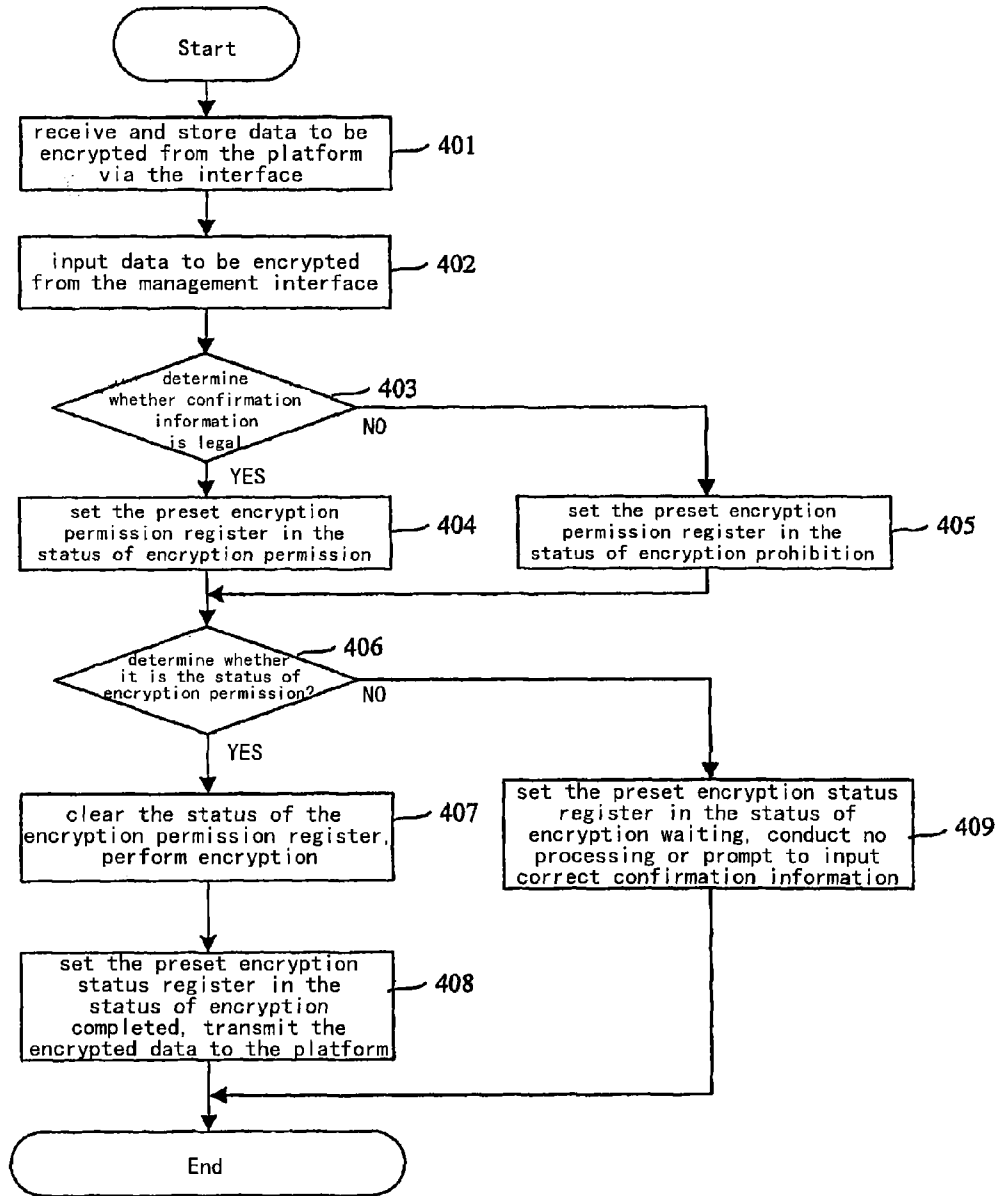 Start
receive and store data to be
encrypted from the platform
via the interface
401
input data to be encrypted
from the management interface
402
determine
whether confirmation
information
is legal
403
NO
YES
set the preset encryption
permission register in the
status of encryption permission
404
set the preset encryption
permission register in the
status of encryption prohibition
405
determine whether
it is the status of
encryption permission?
406
NO
YES
clear the status of the
encryption permission register,
perform encryption
407
set the preset encryption status
register in the status of
encryption waiting, conduct no
processing or prompt to input
correct confirmation information
409
set the preset encryption
status register in the
status of encryption
completed, transmit the
encrypted data to the platform
408
End